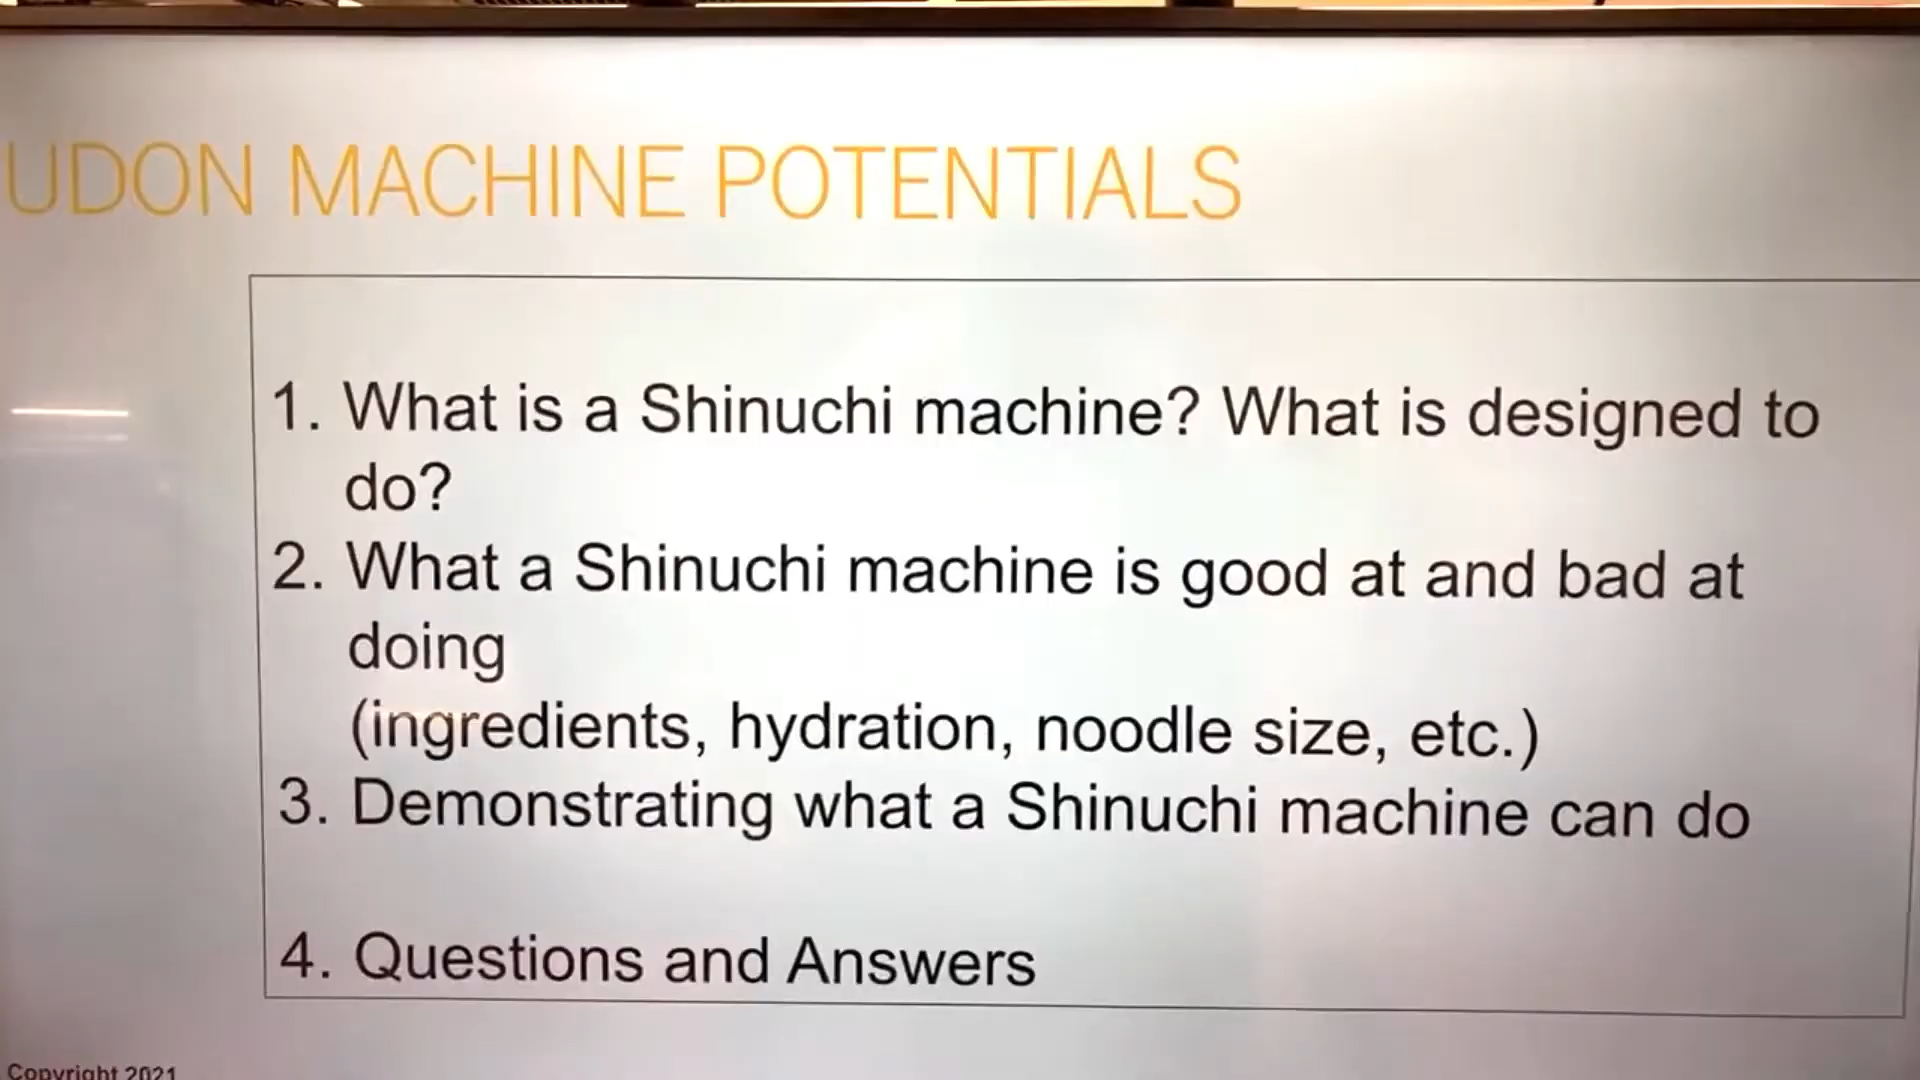 UDON MACHINE POTENTIALS
1. What is a Shinuchi machine? What is designed to
do?
2. What a Shinuchi machine is good at and bad at
doing
(ingredients, hydration, noodle size, etc.)
3. Demonstrating what a Shinuchi machine can do
4. Questions and Answers
Copyright 2021